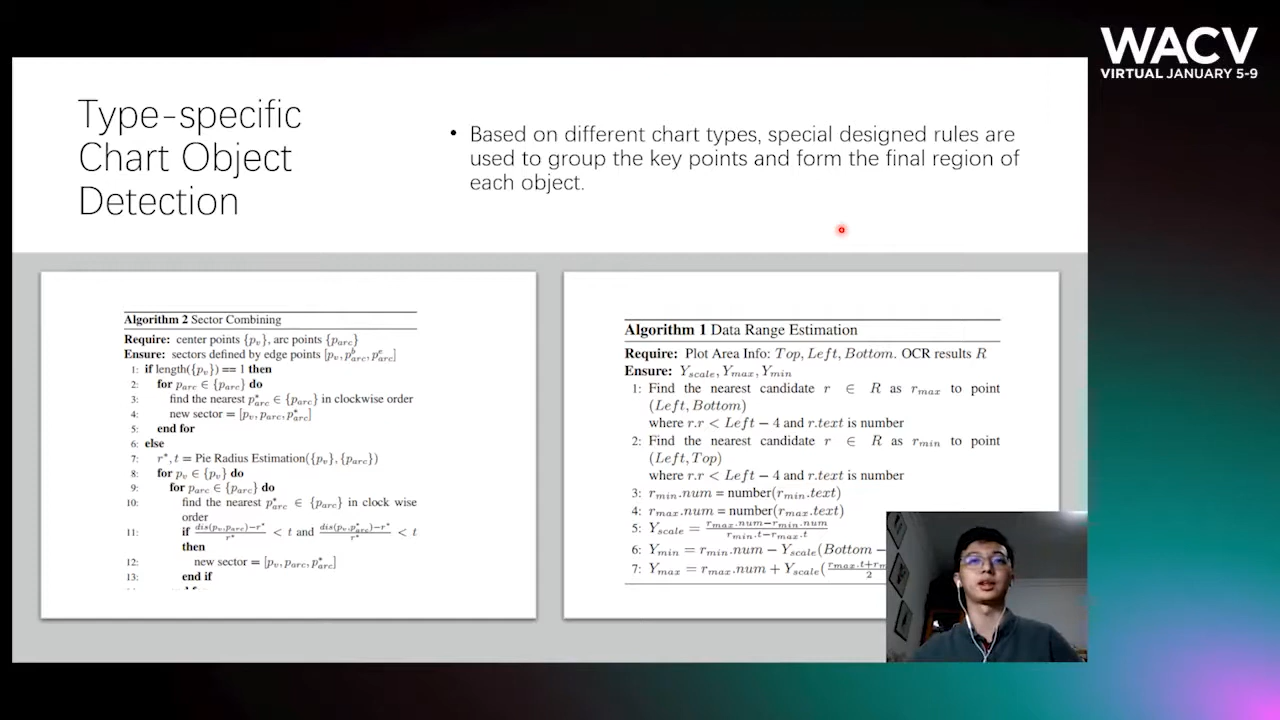 WACV
VIRTUAL JANUARY 5-9
Type-specific
Chart Object
Detection
• Based on different chart types, special designed rules are
used to group the key points and form the final region of
each object.
Algorithm 2 Sector Combining
Require: center points {p_v}, arc points {p_arc}
Ensure: sectors defined by edge points [p_v, p^b_arc, p^e_arc]
1: if length({p_v}) == 1 then
2: for p_arc ∈ {p_arc} do
3: find the nearest p*_arc ∈ {p_arc} in clockwise order
4: new sector = [p_v, p_arc, p*_arc]
5: end for
6: else
7: r*, t = Pie Radius Estimation({p_v}, {p_arc})
8: for p_v ∈ {p_v} do
9: for p_arc ∈ {p_arc} do
10: find the nearest p*_arc ∈ {p_arc} in clock wise
order
11: if (dis(p_v,p_arc)−r*)/r* < t and (dis(p_v,p*_arc)−r*)/r* < t
then
12: new sector = [p_v, p_arc, p*_arc]
13: end if
Algorithm 1 Data Range Estimation
Require: Plot Area Info: Top, Left, Bottom. OCR results R
Ensure: Y_scale, Y_max, Y_min
1: Find the nearest candidate r ∈ R as r_max to point
(Left, Bottom)
where r.r < Left − 4 and r.text is number
2: Find the nearest candidate r ∈ R as r_min to point
(Left, Top)
where r.r < Left − 4 and r.text is number
3: r_min.num = number(r_min.text)
4: r_max.num = number(r_max.text)
5: Y_scale = (r_max.num−r_min.num)/(r_min.t−r_max.t)
6: Y_min = r_min.num − Y_scale(Bottom −
7: Y_max = r_max.num + Y_scale(